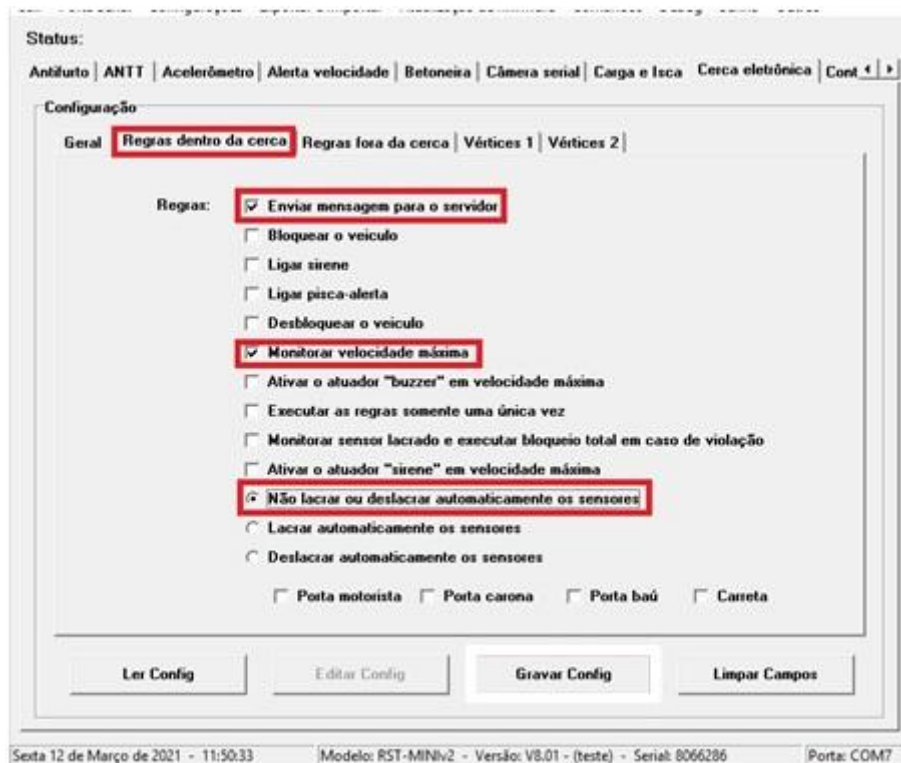 Status:
Antifurto | ANTT | Acelerômetro | Alerta velocidade | Betoneira | Câmera serial | Carga e Isca | Cerca eletrônica | Cont
Configuração
Geral Regras dentro da cerca Regras fora da cerca | Vértices 1 | Vértices 2
Regras: Enviar mensagem para o servidor
Bloquear o veiculo
Ligar sirene
Ligar pisca-alerta
Desbloquear o veiculo
Monitorar velocidade máxima
Ativar o atuador "buzzer" em velocidade máxima
Executar as regras somente uma única vez
Monitorar sensor lacrado e executar bloqueio total em caso de violação
Ativar o atuador "sirene" em velocidade máxima
Não lacrar ou deslacrar automaticamente os sensores
Lacrar automaticamente os sensores
Deslacrar automaticamente os sensores
Porta motorista Porta carona Porta baú Carreta
Ler Config Editar Config Gravar Config Limpar Campos
Sexta 12 de Março de 2021 - 11:50:33 Modelo: RST-MINIv2 - Versão: V8.01 - (teste) - Serial: 8066286 Porta: COM7